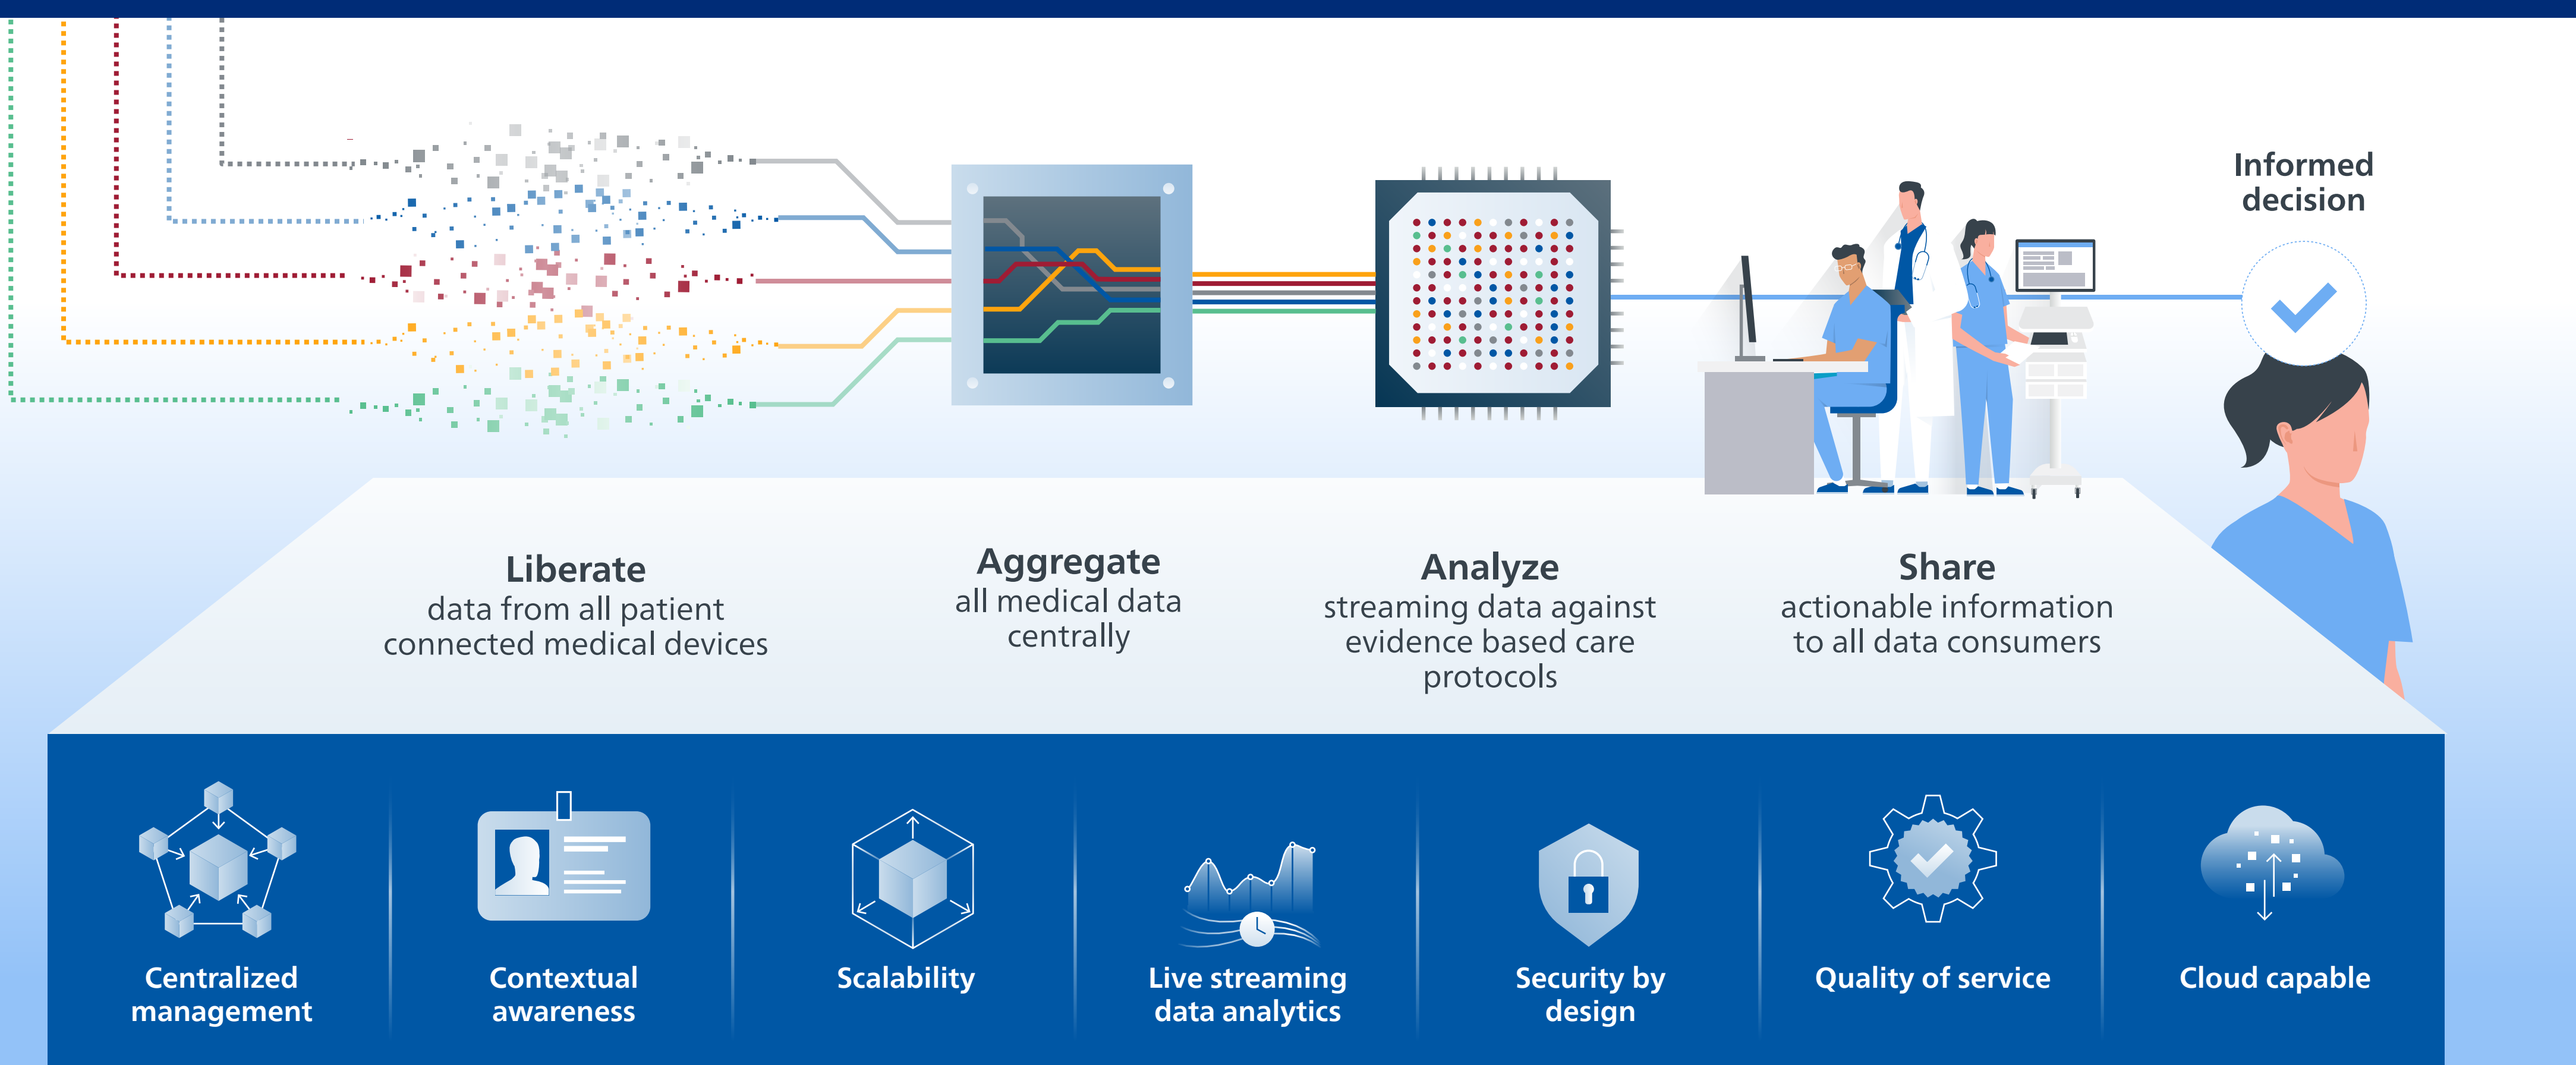 Informed
decision
Liberate
data from all patient
connected medical devices
Aggregate
all medical data
centrally
Analyze
streaming data against
evidence based care
protocols
Share
actionable information
to all data consumers
Centralized
management
Contextual
awareness
Scalability
Live streaming
data analytics
Security by
design
Quality of service
Cloud capable